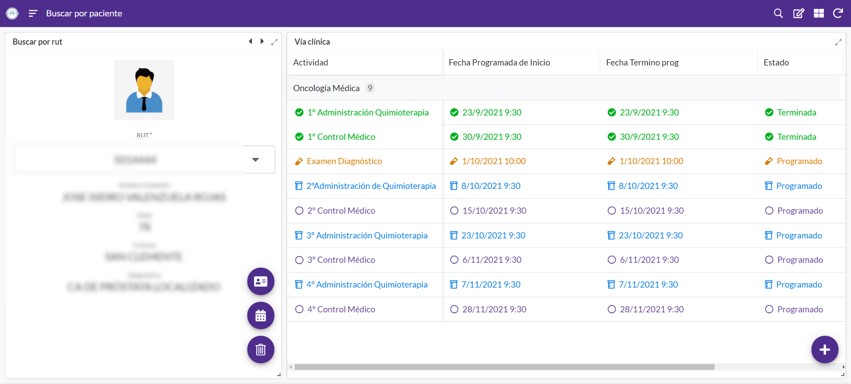 Buscar por paciente
Buscar por rut
Vía clínica
Actividad Fecha Programada de Inicio Fecha Termino prog Estado
Oncología Médica 9
1° Administración Quimioterapia 23/9/2021 9:30 23/9/2021 9:30 Terminada
1° Control Médico 30/9/2021 9:30 30/9/2021 9:30 Terminada
Examen Diagnóstico 1/10/2021 10:00 1/10/2021 10:00 Programado
2°Administración de Quimioterapia 8/10/2021 9:30 8/10/2021 9:30 Programado
2° Control Médico 15/10/2021 9:30 15/10/2021 9:30 Programado
3° Administración Quimioterapia 23/10/2021 9:30 23/10/2021 9:30 Programado
3° Control Médico 6/11/2021 9:30 6/11/2021 9:30 Programado
4° Administración Quimioterapia 7/11/2021 9:30 7/11/2021 9:30 Programado
4° Control Médico 28/11/2021 9:30 28/11/2021 9:30 Programado
RUT*